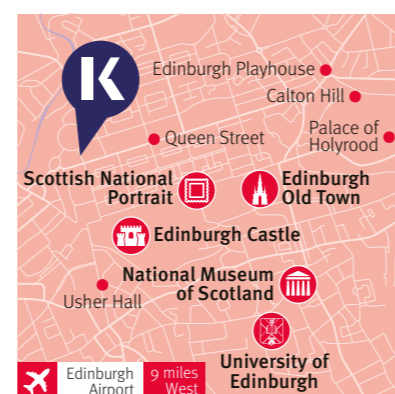 K
Edinburgh Playhouse
Calton Hill
Palace of
Holyrood
Queen Street
Scottish National
Portrait
Edinburgh
Old Town
Edinburgh Castle
National Museum
of Scotland
Usher Hall
University of
Edinburgh
Edinburgh
Airport
9 miles
West